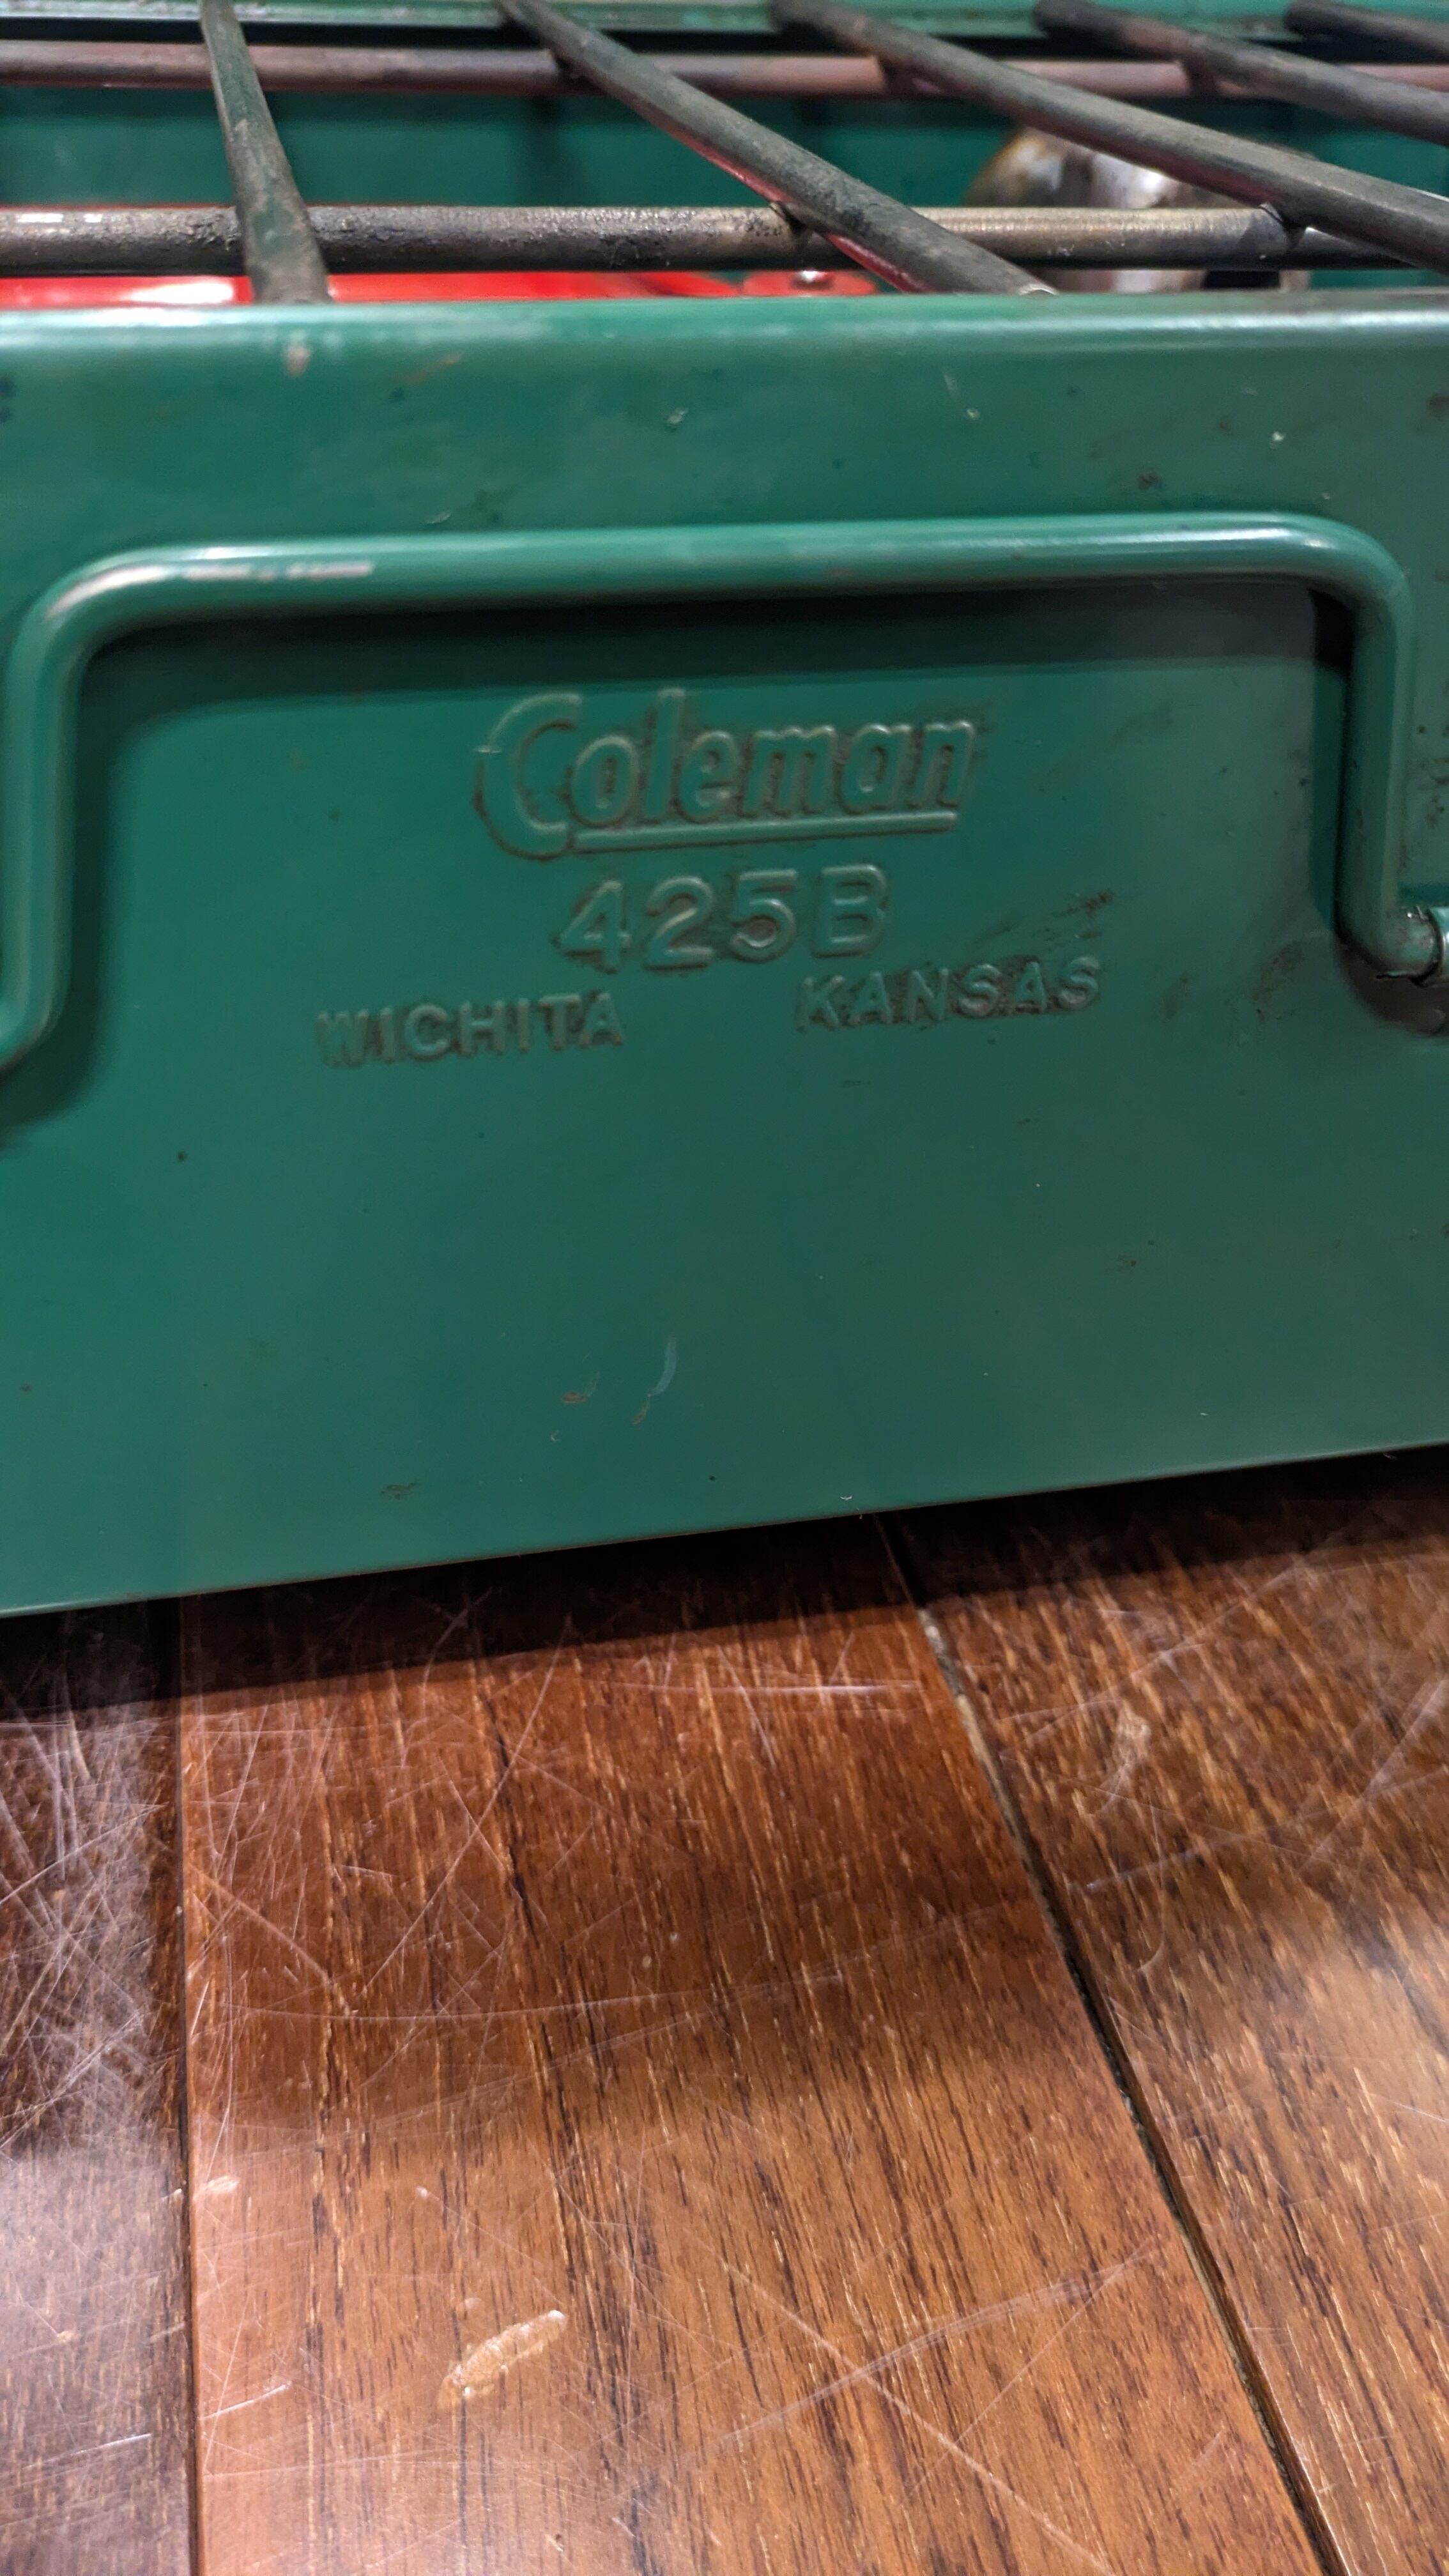 Coleman
425B
WICHITA KANSAS